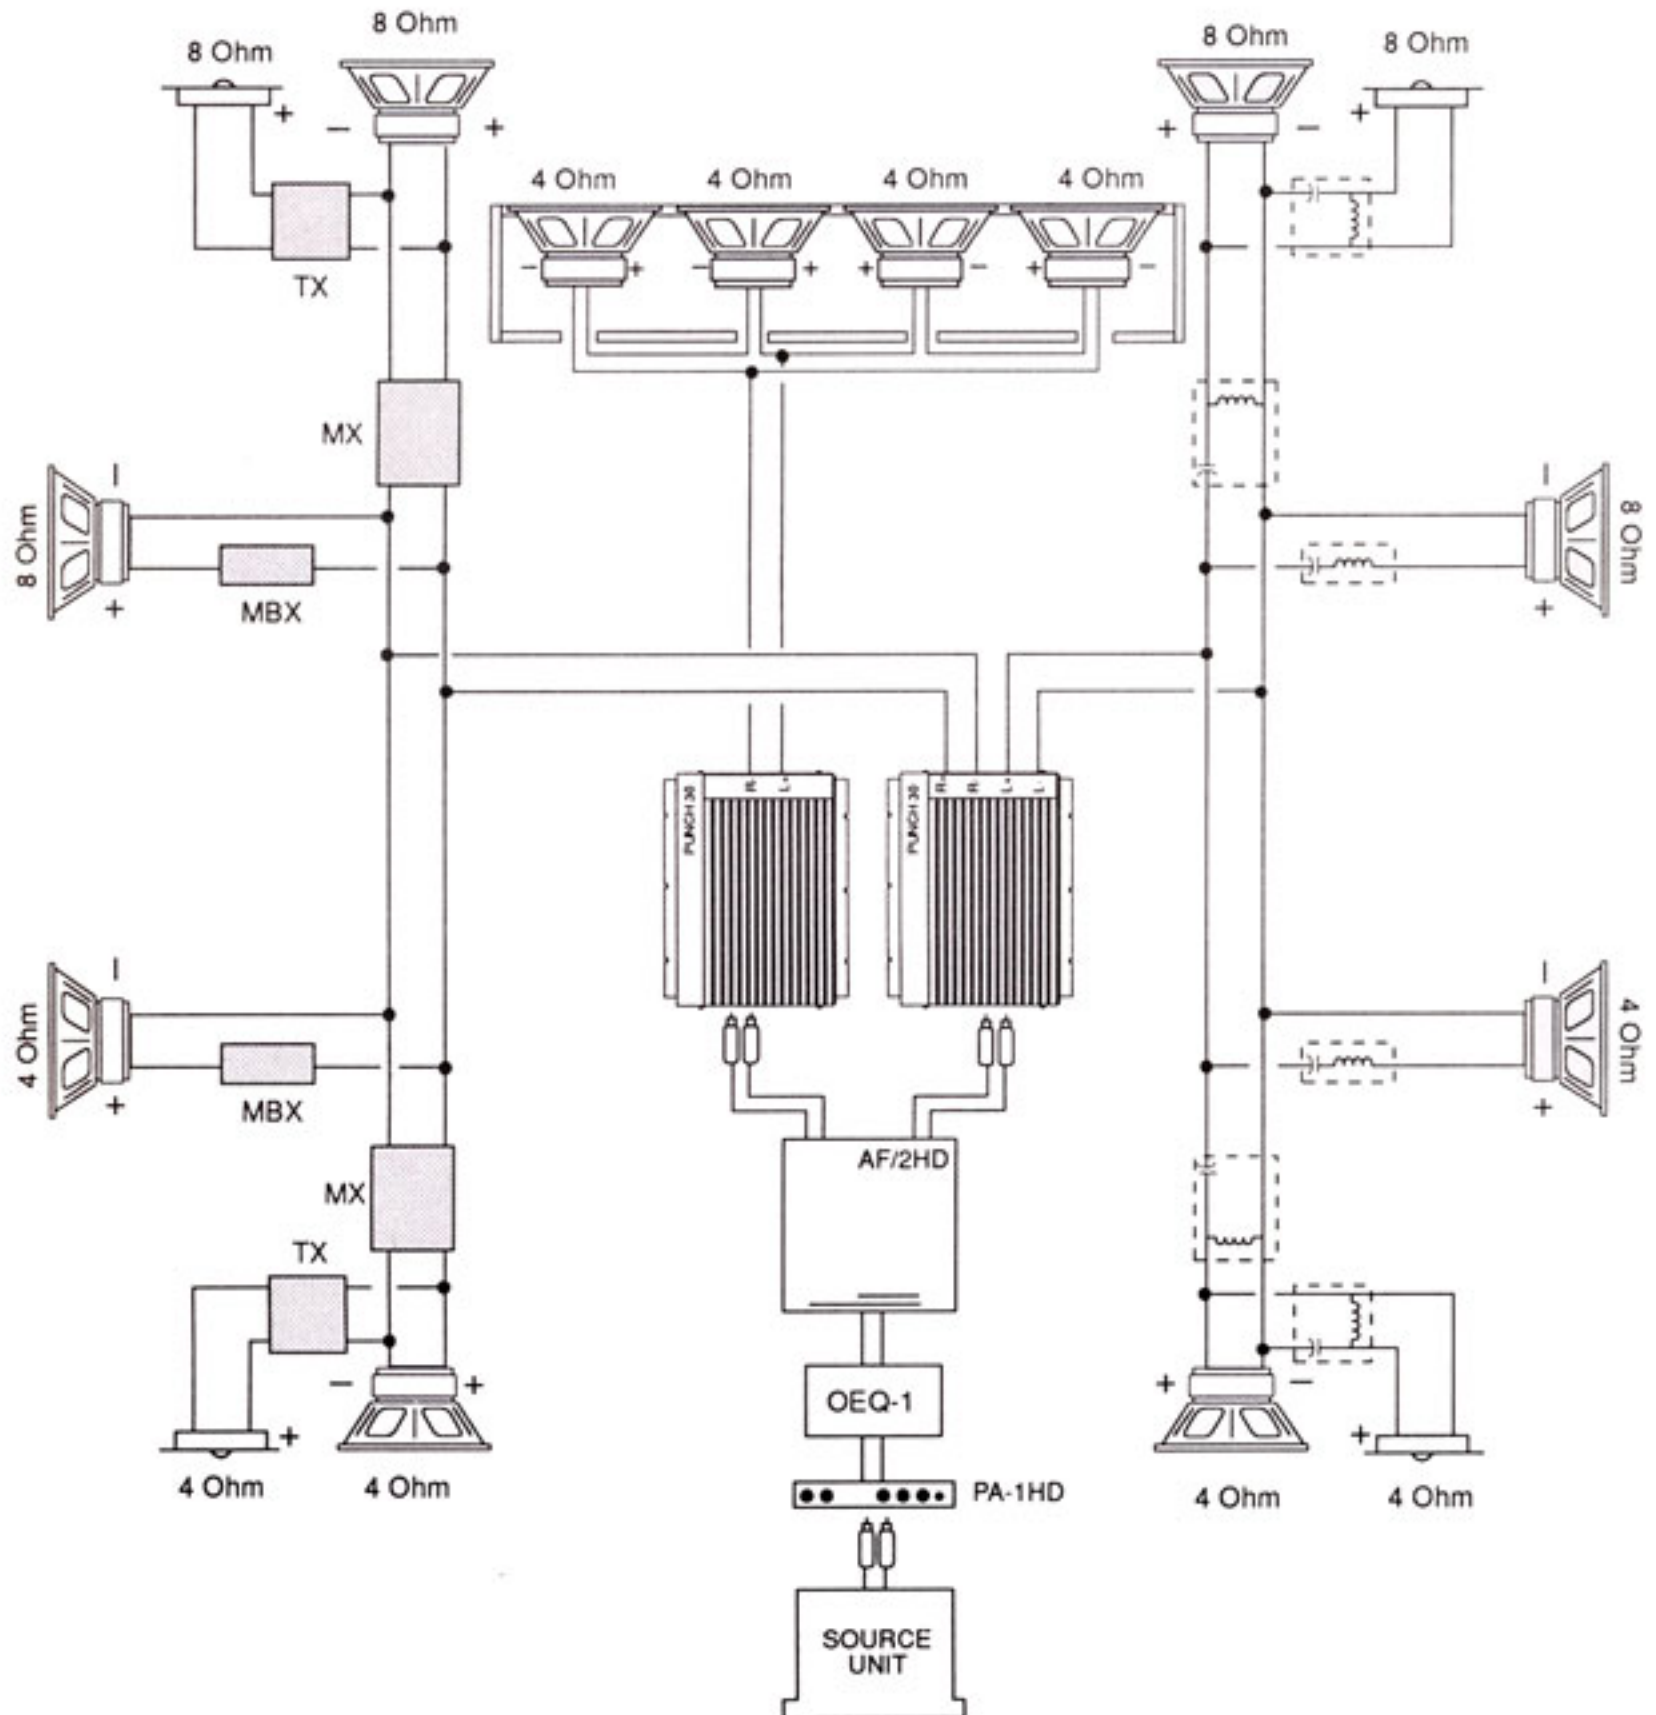 8 Ohm
8 Ohm
8 Ohm
8 Ohm
4 Ohm
4 Ohm
4 Ohm
4 Ohm
+
−
+
+
−
+
−
+
−
+
+
−
+
−
TX
MX
8 Ohm
−
+
MBX
−
+
8 Ohm
PUNCH 30
R-
L+
PUNCH 30
R+
R-
L+
L-
4 Ohm
−
+
MBX
−
+
4 Ohm
MX
TX
AF/2HD
−
+
+
−
+
OEQ-1
+
4 Ohm
4 Ohm
4 Ohm
4 Ohm
PA-1HD
SOURCE
UNIT